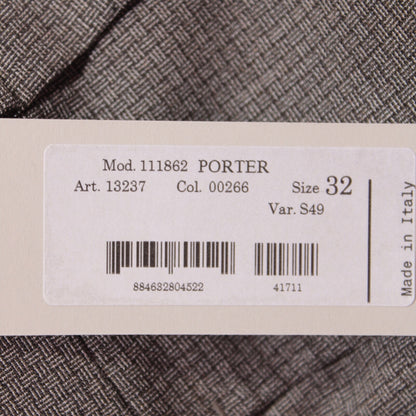 Mod. 111862 PORTER
Art. 13237 Col. 00266 Size 32
Var. S49
884632804522 41711
Made in Italy